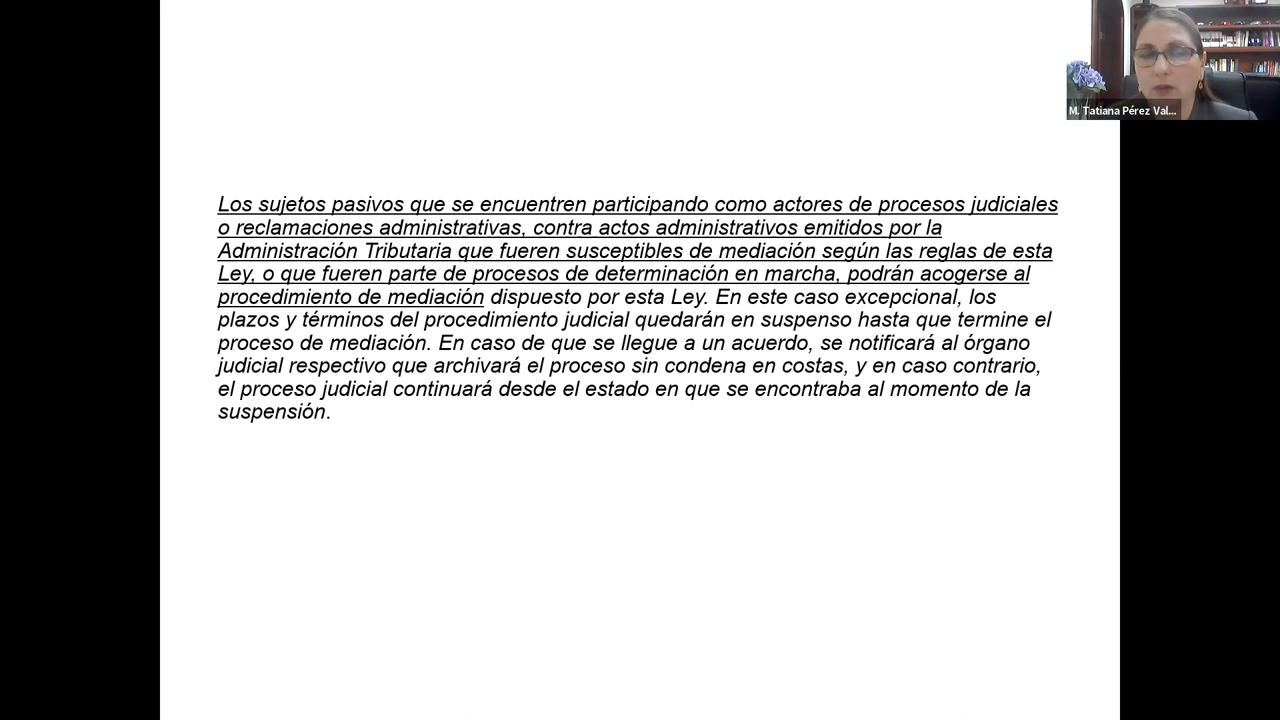 M. Tatiana Pérez Val...
Los sujetos pasivos que se encuentren participando como actores de procesos judiciales
o reclamaciones administrativas, contra actos administrativos emitidos por la
Administración Tributaria que fueren susceptibles de mediación según las reglas de esta
Ley, o que fueren parte de procesos de determinación en marcha, podrán acogerse al
procedimiento de mediación dispuesto por esta Ley. En este caso excepcional, los
plazos y términos del procedimiento judicial quedarán en suspenso hasta que termine el
proceso de mediación. En caso de que se llegue a un acuerdo, se notificará al órgano
judicial respectivo que archivará el proceso sin condena en costas, y en caso contrario,
el proceso judicial continuará desde el estado en que se encontraba al momento de la
suspensión.